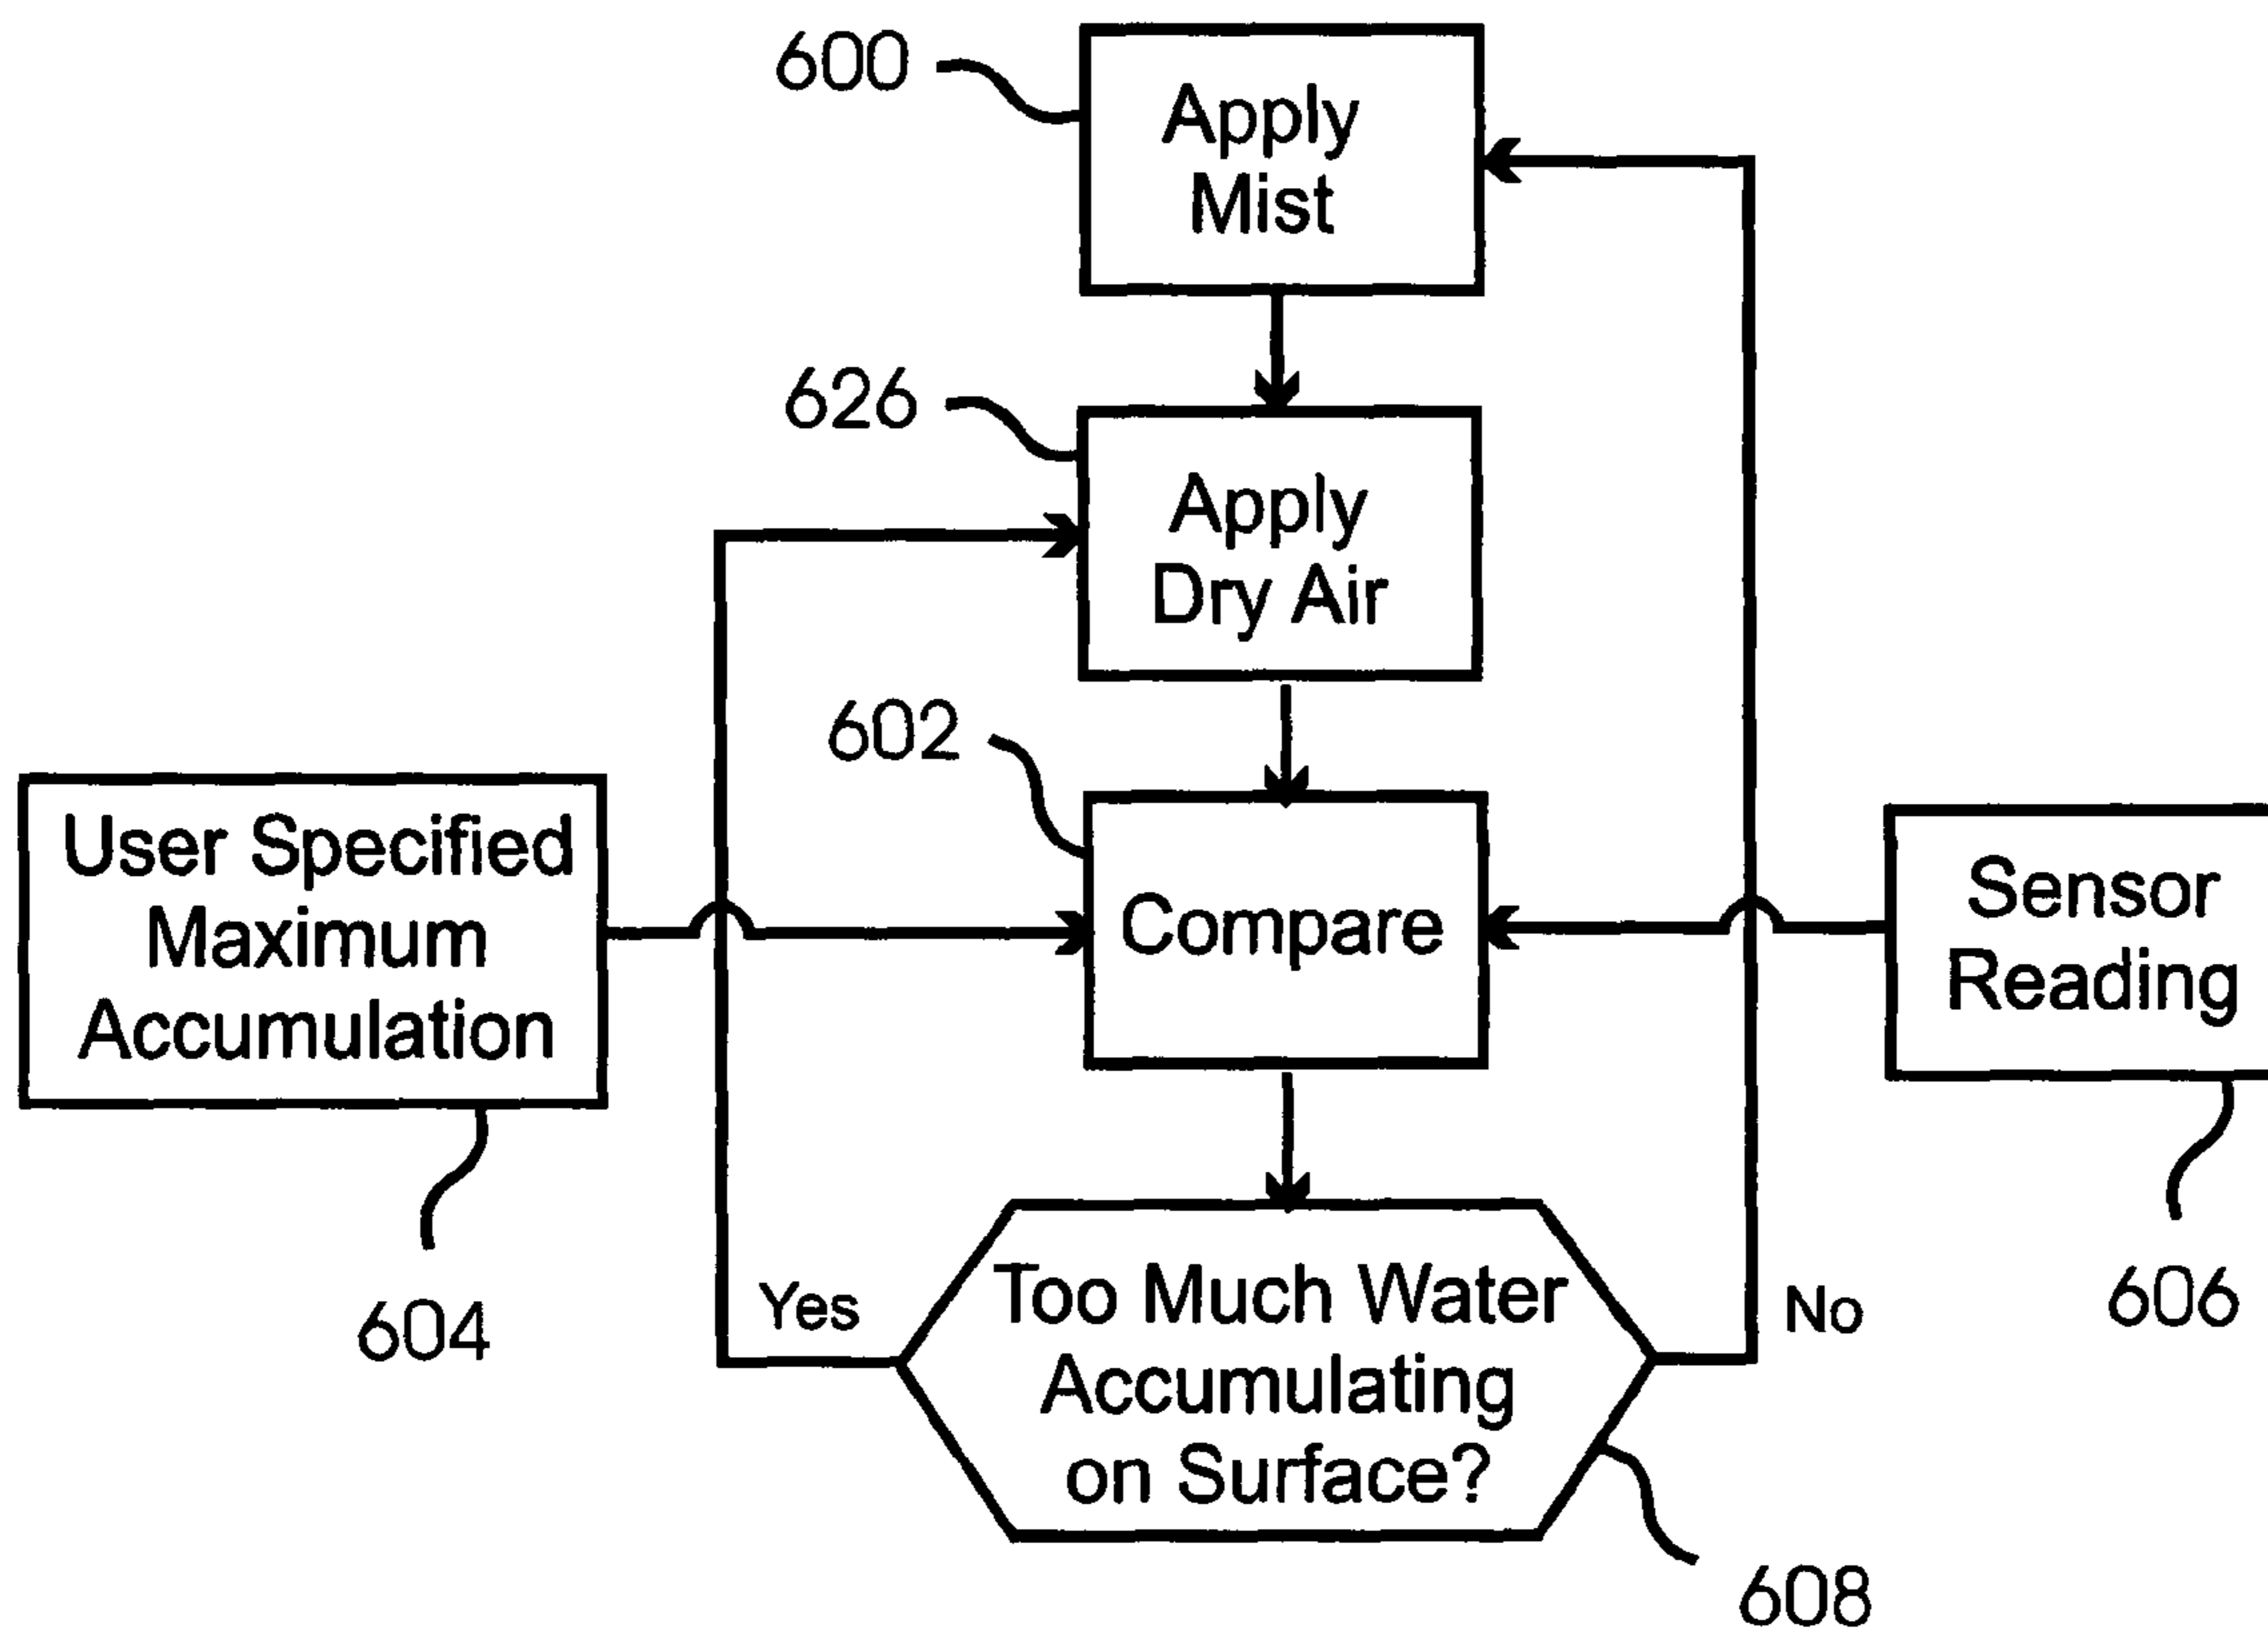 600
Apply
Mist
626
Apply
Dry Air
602
User Specified
Maximum
Accumulation
Compare
Sensor
Reading
604
Yes
Too Much Water
Accumulating
on Surface?
No
606
608